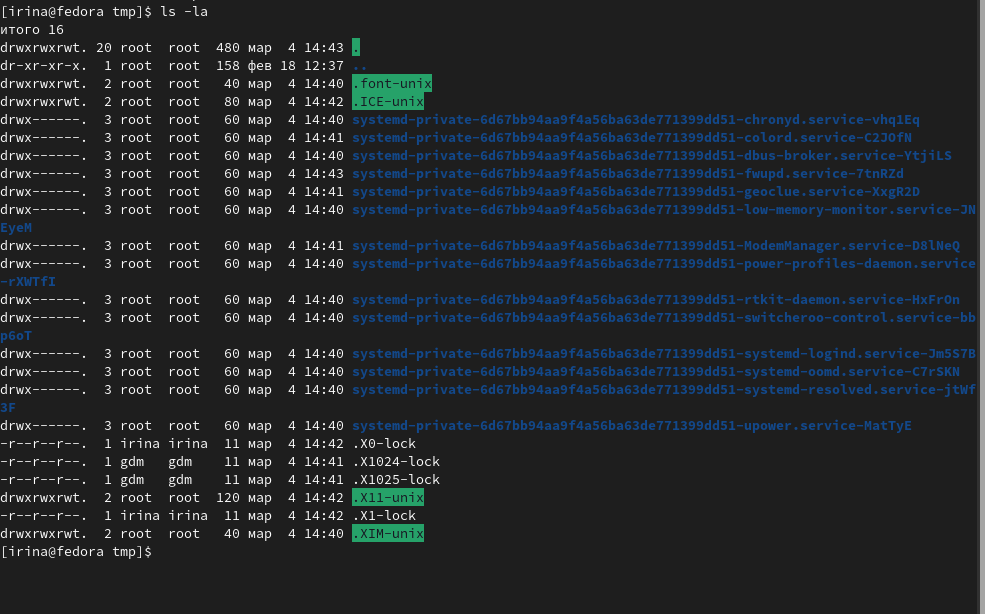 [irina@fedora tmp]$ ls -la
итого 16
drwxrwxrwt. 20 root  root  480 мар  4 14:43 .
dr-xr-xr-x.  1 root  root  158 фев 18 12:37 ..
drwxrwxrwt.  2 root  root   40 мар  4 14:40 .font-unix
drwxrwxrwt.  2 root  root   80 мар  4 14:42 .ICE-unix
drwx------.  3 root  root   60 мар  4 14:40 systemd-private-6d67bb94aa9f4a56ba63de771399dd51-chronyd.service-vhq1Eq
drwx------.  3 root  root   60 мар  4 14:41 systemd-private-6d67bb94aa9f4a56ba63de771399dd51-colord.service-C2JOfN
drwx------.  3 root  root   60 мар  4 14:40 systemd-private-6d67bb94aa9f4a56ba63de771399dd51-dbus-broker.service-YtjiLS
drwx------.  3 root  root   60 мар  4 14:43 systemd-private-6d67bb94aa9f4a56ba63de771399dd51-fwupd.service-7tnRZd
drwx------.  3 root  root   60 мар  4 14:41 systemd-private-6d67bb94aa9f4a56ba63de771399dd51-geoclue.service-XxgR2D
drwx------.  3 root  root   60 мар  4 14:40 systemd-private-6d67bb94aa9f4a56ba63de771399dd51-low-memory-monitor.service-JN
EyeM
drwx------.  3 root  root   60 мар  4 14:41 systemd-private-6d67bb94aa9f4a56ba63de771399dd51-ModemManager.service-D8lNeQ
drwx------.  3 root  root   60 мар  4 14:40 systemd-private-6d67bb94aa9f4a56ba63de771399dd51-power-profiles-daemon.service
-rXWTfI
drwx------.  3 root  root   60 мар  4 14:40 systemd-private-6d67bb94aa9f4a56ba63de771399dd51-rtkit-daemon.service-HxFrOn
drwx------.  3 root  root   60 мар  4 14:40 systemd-private-6d67bb94aa9f4a56ba63de771399dd51-switcheroo-control.service-bb
p6oT
drwx------.  3 root  root   60 мар  4 14:40 systemd-private-6d67bb94aa9f4a56ba63de771399dd51-systemd-logind.service-Jm5S7B
drwx------.  3 root  root   60 мар  4 14:40 systemd-private-6d67bb94aa9f4a56ba63de771399dd51-systemd-oomd.service-C7rSKN
drwx------.  3 root  root   60 мар  4 14:40 systemd-private-6d67bb94aa9f4a56ba63de771399dd51-systemd-resolved.service-jtWf
3F
drwx------.  3 root  root   60 мар  4 14:40 systemd-private-6d67bb94aa9f4a56ba63de771399dd51-upower.service-MatTyE
-r--r--r--.  1 irina irina  11 мар  4 14:42 .X0-lock
-r--r--r--.  1 gdm   gdm    11 мар  4 14:41 .X1024-lock
-r--r--r--.  1 gdm   gdm    11 мар  4 14:41 .X1025-lock
drwxrwxrwt.  2 root  root  120 мар  4 14:42 .X11-unix
-r--r--r--.  1 irina irina  11 мар  4 14:42 .X1-lock
drwxrwxrwt.  2 root  root   40 мар  4 14:40 .XIM-unix
[irina@fedora tmp]$